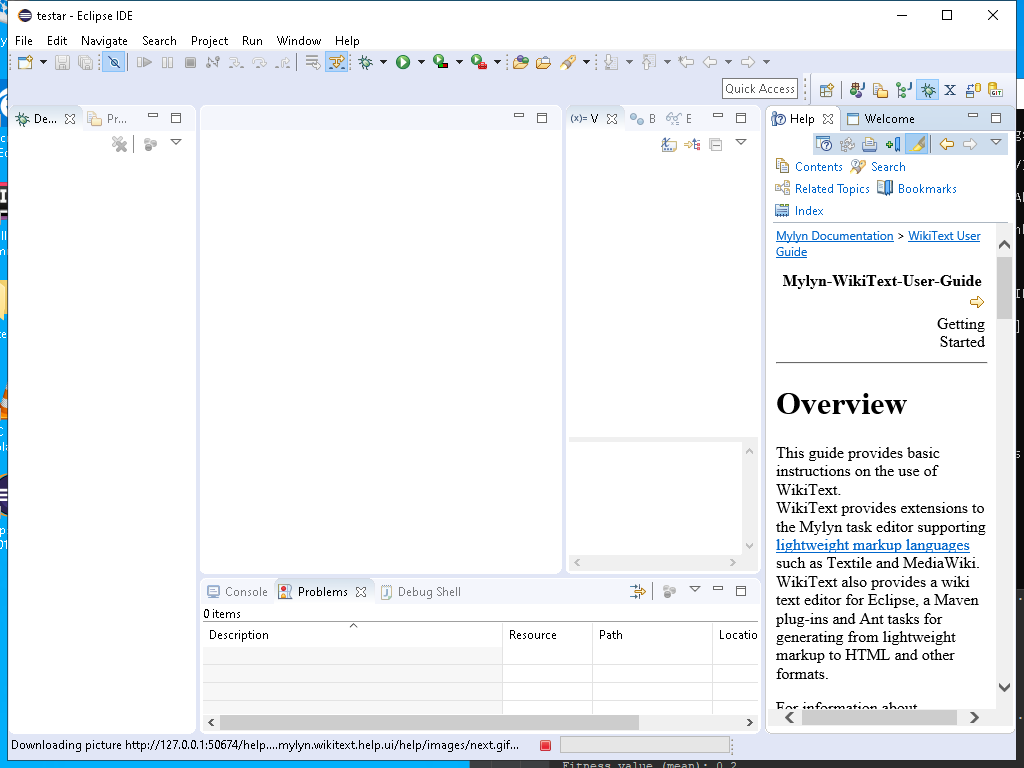 testar - Eclipse IDE
File Edit Navigate Search Project Run Window Help
Quick Access
De...
Pr...
(x)= V
B
E
Help
Welcome
Contents Search
Related Topics Bookmarks
Index
Mylyn Documentation > WikiText User
Guide
Mylyn-WikiText-User-Guide
Getting
Started
Overview
This guide provides basic
instructions on the use of
WikiText.
WikiText provides extensions to
the Mylyn task editor supporting
lightweight markup languages
such as Textile and MediaWiki.
WikiText also provides a wiki
text editor for Eclipse, a Maven
plug-ins and Ant tasks for
generating from lightweight
markup to HTML and other
formats.
For information about
Console Problems Debug Shell
0 items
Description Resource Path Locatio
Downloading picture http://127.0.0.1:50674/help....mylyn.wikitext.help.ui/help/images/next.gif...
Fitness value (mean): 0.2